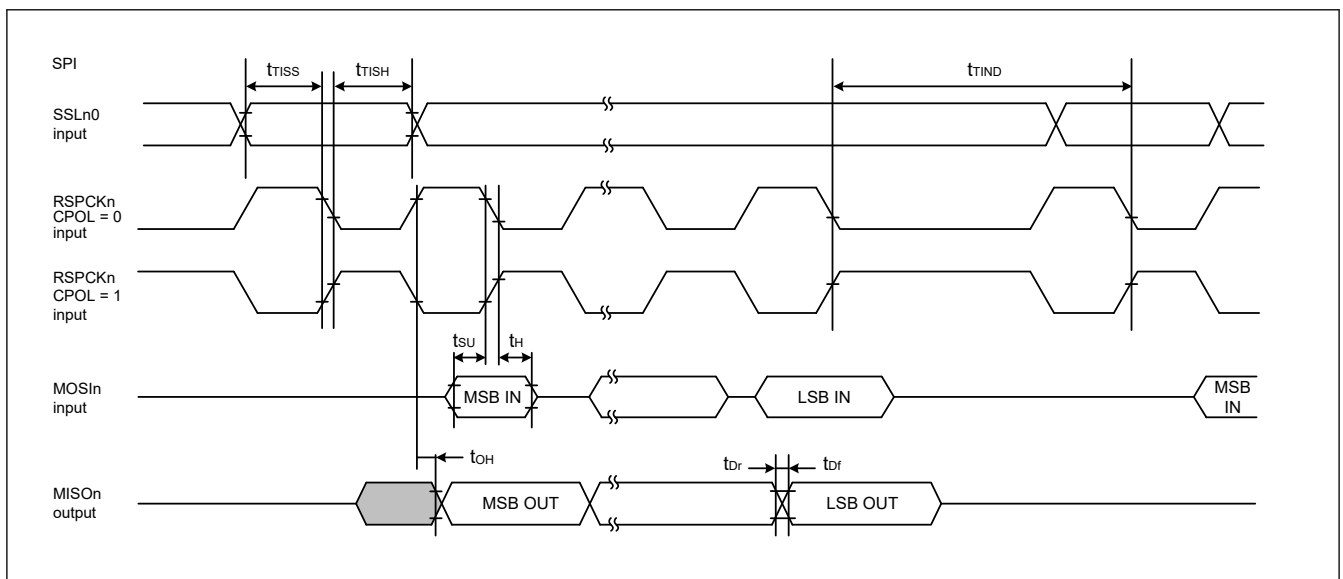 SPI
tTISS
tTISH
tTIND
SSLn0
input
RSPCKn
CPOL = 0
input
RSPCKn
CPOL = 1
input
tSU
tH
MOSIn
input
MSB IN
LSB IN
MSB
IN
tOH
tDr
tDf
MISOn
output
MSB OUT
LSB OUT